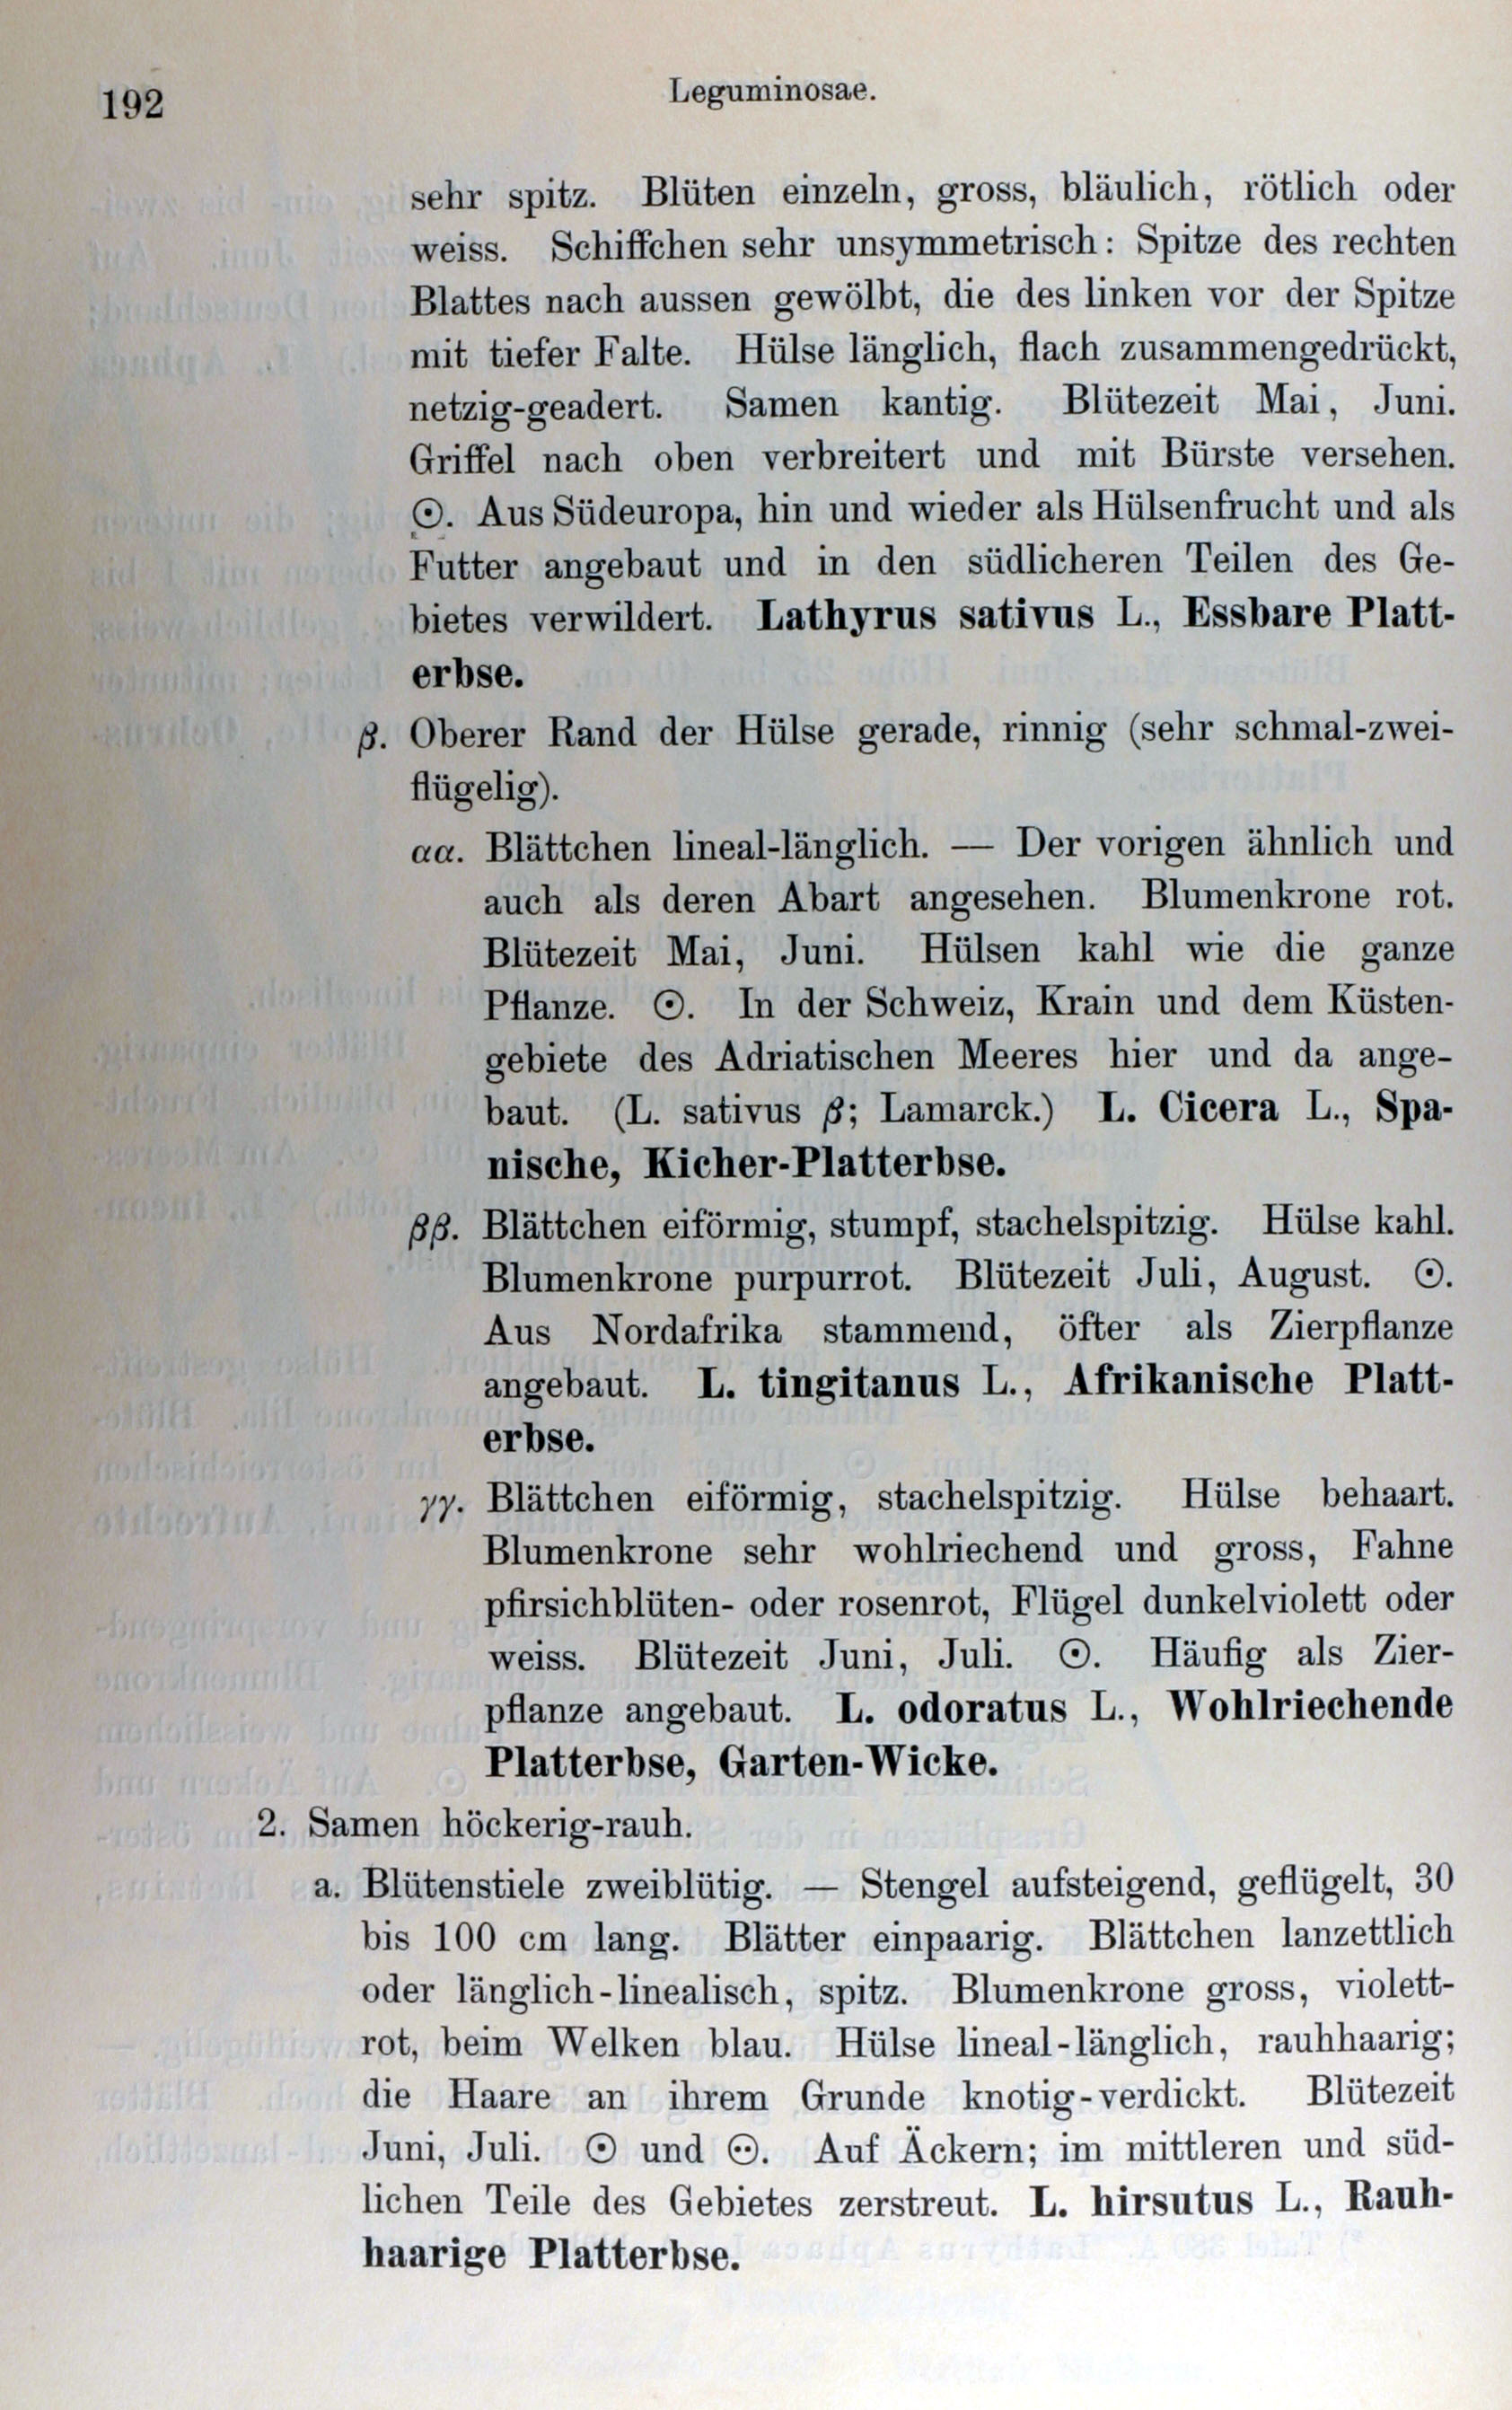 192
Leguminosae.
sehr spitz. Blüten einzeln, gross, bläulich, rötlich oder
weiss. Schiffchen sehr unsymmetrisch: Spitze des rechten
Blattes nach aussen gewölbt, die des linken vor der Spitze
mit tiefer Falte. Hülse länglich, flach zusammengedrückt,
netzig-geadert. Samen kantig. Blütezeit Mai, Juni.
Griffel nach oben verbreitert und mit Bürste versehen.
⊙. Aus Südeuropa, hin und wieder als Hülsenfrucht und als
Futter angebaut und in den südlicheren Teilen des Ge-
bietes verwildert. Lathyrus sativus L., Essbare Platt-
erbse.
β. Oberer Rand der Hülse gerade, rinnig (sehr schmal-zwei-
flügelig).
αα. Blättchen lineal-länglich. — Der vorigen ähnlich und
auch als deren Abart angesehen. Blumenkrone rot.
Blütezeit Mai, Juni. Hülsen kahl wie die ganze
Pflanze. ⊙. In der Schweiz, Krain und dem Küsten-
gebiete des Adriatischen Meeres hier und da ange-
baut. (L. sativus β; Lamarck.) L. Cicera L., Spa-
nische, Kicher-Platterbse.
ββ. Blättchen eiförmig, stumpf, stachelspitzig. Hülse kahl.
Blumenkrone purpurrot. Blütezeit Juli, August. ⊙.
Aus Nordafrika stammend, öfter als Zierpflanze
angebaut. L. tingitanus L., Afrikanische Platt-
erbse.
γγ. Blättchen eiförmig, stachelspitzig. Hülse behaart.
Blumenkrone sehr wohlriechend und gross, Fahne
pfirsichblüten- oder rosenrot, Flügel dunkelviolett oder
weiss. Blütezeit Juni, Juli. ⊙. Häufig als Zier-
pflanze angebaut. L. odoratus L., Wohlriechende
Platterbse, Garten-Wicke.
2. Samen höckerig-rauh.
a. Blütenstiele zweiblütig. — Stengel aufsteigend, geflügelt, 30
bis 100 cm lang. Blätter einpaarig. Blättchen lanzettlich
oder länglich-linealisch, spitz. Blumenkrone gross, violett-
rot, beim Welken blau. Hülse lineal-länglich, rauhhaarig;
die Haare an ihrem Grunde knotig-verdickt. Blütezeit
Juni, Juli. ⊙ und ⚇. Auf Äckern; im mittleren und süd-
lichen Teile des Gebietes zerstreut. L. hirsutus L., Rauh-
haarige Platterbse.